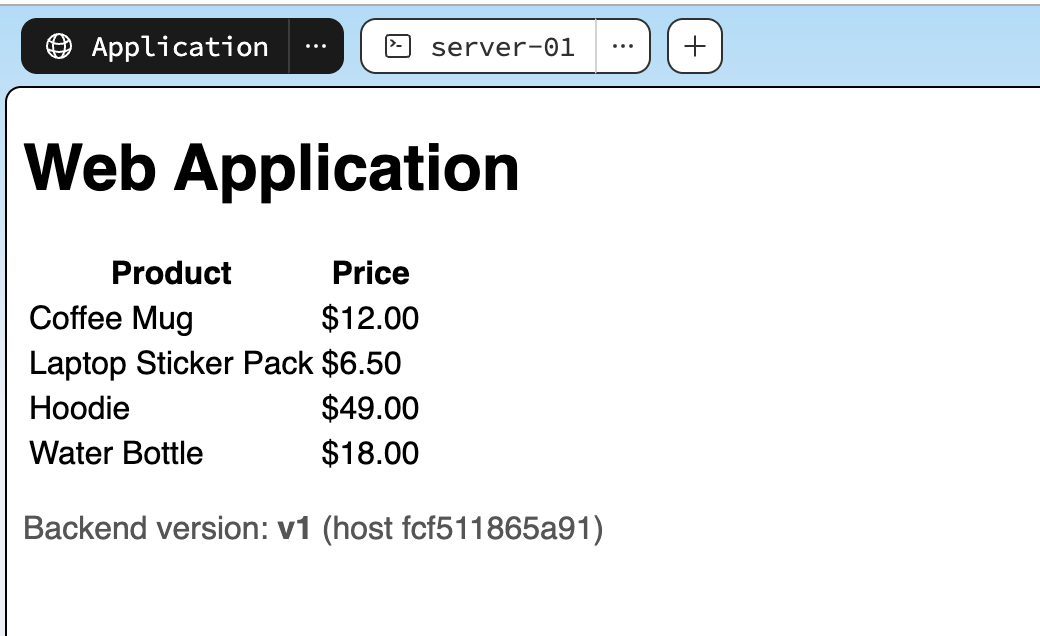 Application ... server-01 ... +
Web Application
Product Price
Coffee Mug $12.00
Laptop Sticker Pack $6.50
Hoodie $49.00
Water Bottle $18.00
Backend version: v1 (host fcf511865a91)